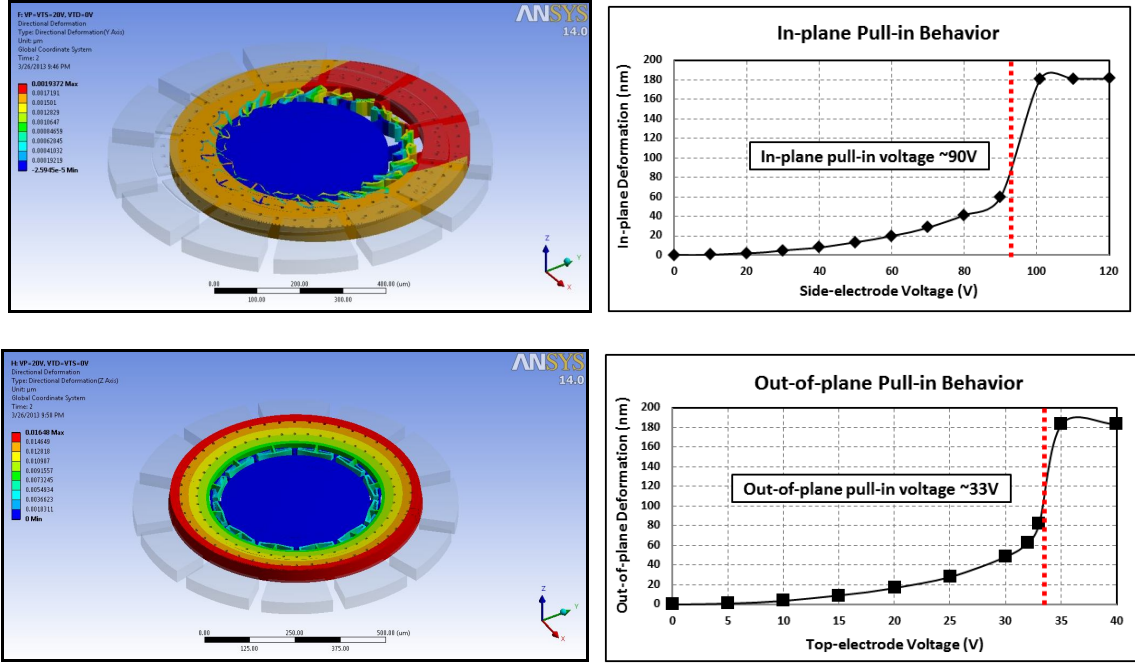 F: VP=VTS=20V, VTD=0V
Directional Deformation
Type: Directional Deformation(Y Axis)
Unit: µm
Global Coordinate System
Time: 2
3/26/2013 9:46 PM
0.0019372 Max
0.0017191
0.001501
0.0012829
0.0010647
0.00084659
0.00062845
0.00041032
0.00019219
-2.5945e-5 Min
ANSYS
14.0
Z
Y
X
0.00
200.00
400.00 (um)
100.00
300.00
In-plane Pull-in Behavior
In-plane Deformation (nm)
200
180
160
140
120
100
80
60
40
20
0
In-plane pull-in voltage ~90V
0
20
40
60
80
100
120
Side-electrode Voltage (V)
H: VP=20V, VTD=VTS=0V
Directional Deformation
Type: Directional Deformation(Z Axis)
Unit: µm
Global Coordinate System
Time: 2
3/26/2013 9:50 PM
0.01648 Max
0.014649
0.012818
0.010987
0.0091557
0.0073245
0.0054934
0.0036623
0.0018311
0 Min
ANSYS
14.0
Z
Y
X
0.00
250.00
500.00 (um)
125.00
375.00
Out-of-plane Pull-in Behavior
Out-of-plane Deformation (nm)
200
180
160
140
120
100
80
60
40
20
0
Out-of-plane pull-in voltage ~33V
0
5
10
15
20
25
30
35
40
Top-electrode Voltage (V)